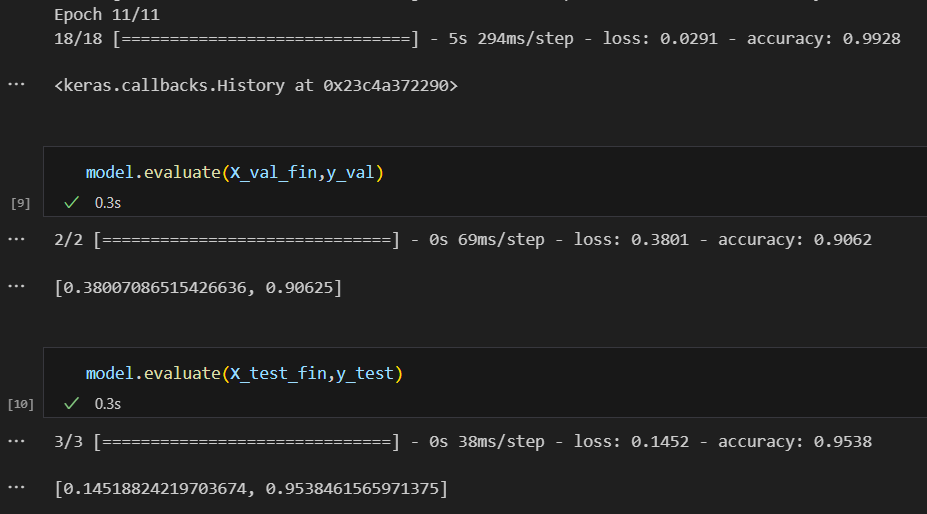 Epoch 11/11
18/18 [==============================] - 5s 294ms/step - loss: 0.0291 - accuracy: 0.9928
... <keras.callbacks.History at 0x23c4a372290>
model.evaluate(X_val_fin,y_val)
[9] ✓ 0.3s
... 2/2 [==============================] - 0s 69ms/step - loss: 0.3801 - accuracy: 0.9062
... [0.38007086515426636, 0.90625]
model.evaluate(X_test_fin,y_test)
[10] ✓ 0.3s
... 3/3 [==============================] - 0s 38ms/step - loss: 0.1452 - accuracy: 0.9538
... [0.14518824219703674, 0.9538461565971375]